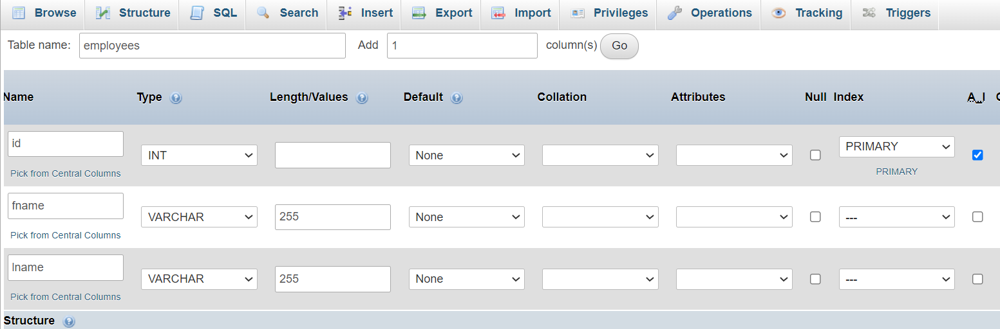 Browse Structure SQL Search Insert Export Import Privileges Operations Tracking Triggers
Table name: employees Add 1 column(s) Go
Name Type Length/Values Default Collation Attributes Null Index A_I
id INT None PRIMARY
Pick from Central Columns PRIMARY
fname VARCHAR 255 None ---
Pick from Central Columns
lname VARCHAR 255 None ---
Pick from Central Columns
Structure